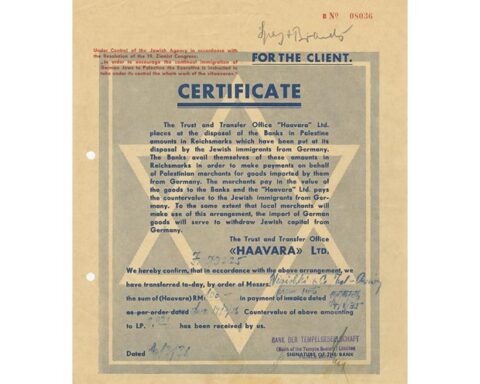 B No 08036
Under Control of the Jewish Agency in accordance with
the Resolution of the 19. Zionist Congress:
"In order to encourage the continual immigration of
German Jews to Palestine the Executive is instructed to
take under its control the whole work of the
FOR THE CLIENT.
CERTIFICATE
The Trust and Transfer Office "Haavara" Ltd.
places at the disposal of the Banks in Palestine
amounts in Reichsmarks which have been put at its
disposal by the Jewish immigrants from Germany.
The Banks avail themselves of these amounts in
Reichsmarks in order to make payments on behalf
of Palestinian merchants for goods imported by them
from Germany. The merchants pay in the value of
the goods to the Banks and the "Haavara" Ltd. pays
the countervalue to the Jewish immigrants from Ger-
many. To the same extent that local merchants will
make use of this arrangement, the import of German
goods will serve to withdraw Jewish capital from
Germany.
The Trust and Transfer Office
«HAAVARA» LTD.
We hereby confirm, that in accordance with the above arrangement, we
have transferred to-day, by order of Messrs.
the sum of (Haavara) RM: in payment of invoice dated
as per order dated Countervalue of above amounting
to LP. has been received by us.
BANK DER TEMPELGESELLSCHAFT
(Bank of the Temple Society) Limited
Dated SIGNATURE OF THE BANK